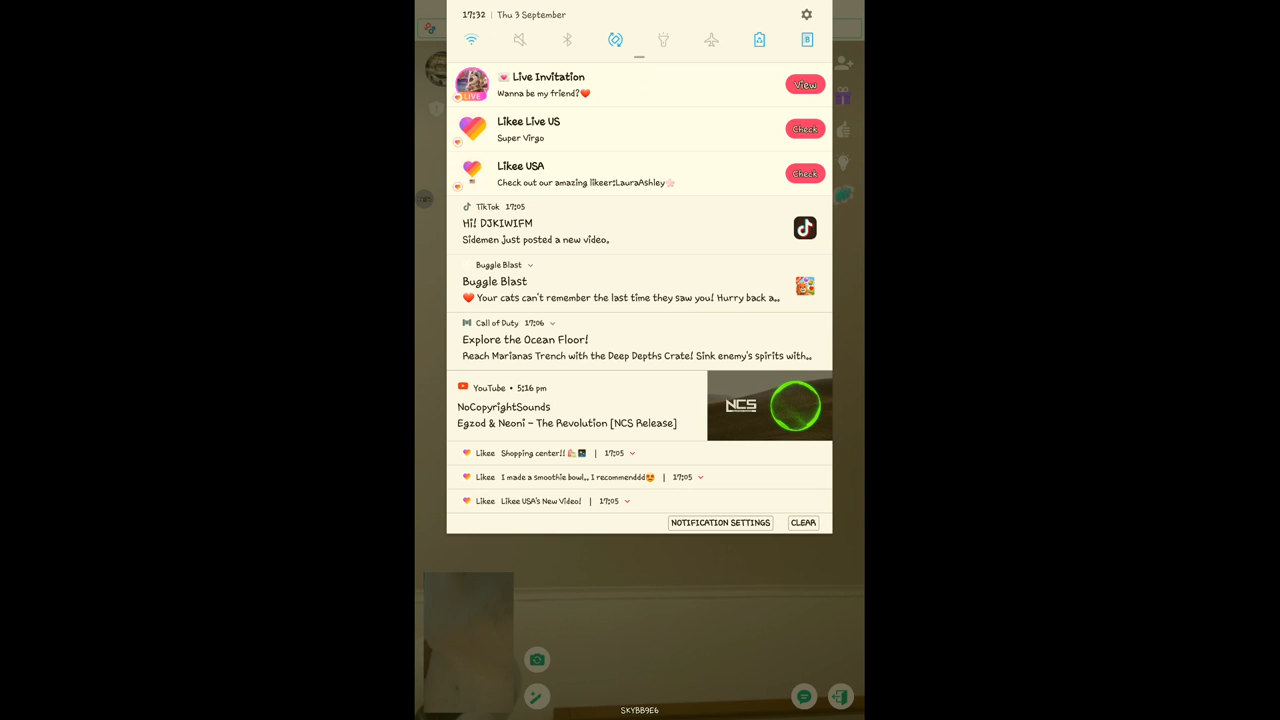 17:32 | Thu 3 September
B
Live Invitation
Wanna be my friend?
View
LIVE
Likee Live US
Super Virgo
Check
Likee USA
Check out our amazing likeer:LauraAshley
Check
TikTok 17:05
Hi! DJKIWIFM
Sidemen just posted a new video.
Buggle Blast
Buggle Blast
Your cats can't remember the last time they saw you! Hurry back a..
Call of Duty 17:06
Explore the Ocean Floor!
Reach Marianas Trench with the Deep Depths Crate! Sink enemy's spirits with..
YouTube • 5:16 pm
NoCopyrightSounds
Egzod & Neoni - The Revolution [NCS Release]
NCS
Likee Shopping center!! | 17:05
Likee I made a smoothie bowl.. I recommenddd | 17:05
Likee Likee USA's New Video! | 17:05
NOTIFICATION SETTINGS CLEAR
SKYBB9E6